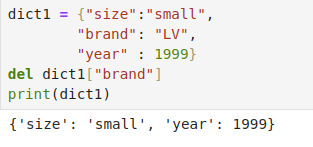 dict1 = {"size":"small",
"brand": "LV",
"year" : 1999}
del dict1["brand"]
print(dict1)
{'size': 'small', 'year': 1999}